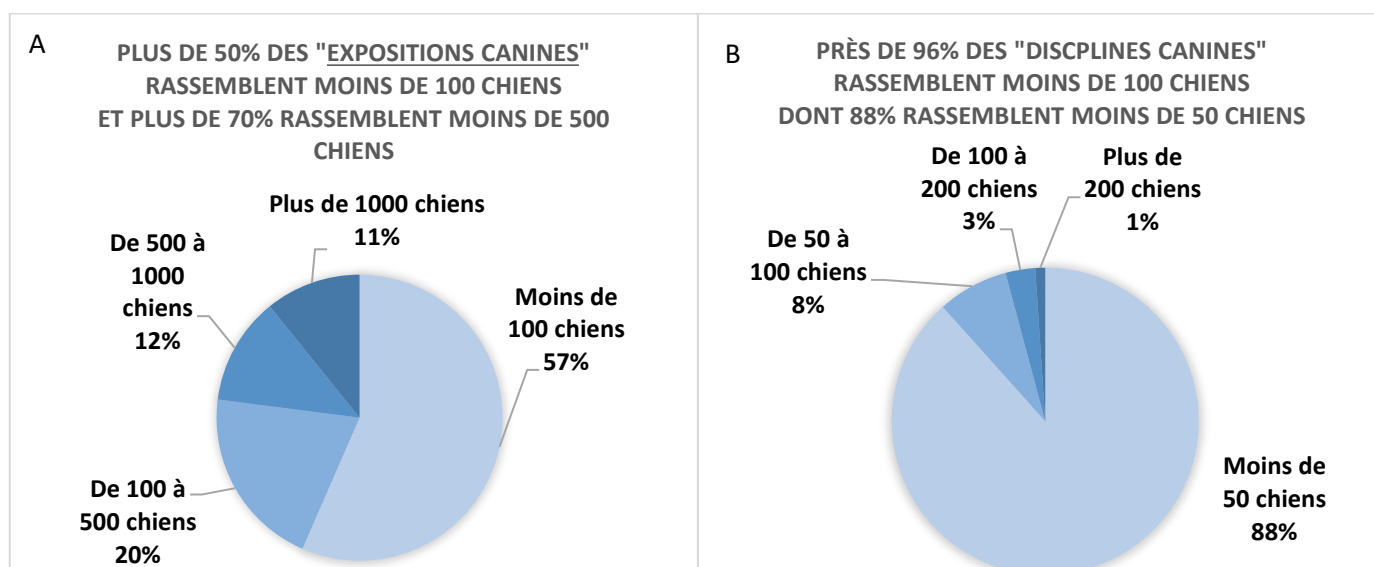 A
PLUS DE 50% DES "EXPOSITIONS CANINES"
RASSEMBLENT MOINS DE 100 CHIENS
ET PLUS DE 70% RASSEMBLENT MOINS DE 500
CHIENS
Plus de 1000 chiens
11%
De 500 à
1000
chiens
12%
Moins de
100 chiens
57%
De 100 à
500 chiens
20%
B
PRÈS DE 96% DES "DISCPLINES CANINES"
RASSEMBLENT MOINS DE 100 CHIENS
DONT 88% RASSEMBLENT MOINS DE 50 CHIENS
De 100 à
200 chiens
3%
Plus de
200 chiens
1%
De 50 à
100 chiens
8%
Moins de
50 chiens
88%